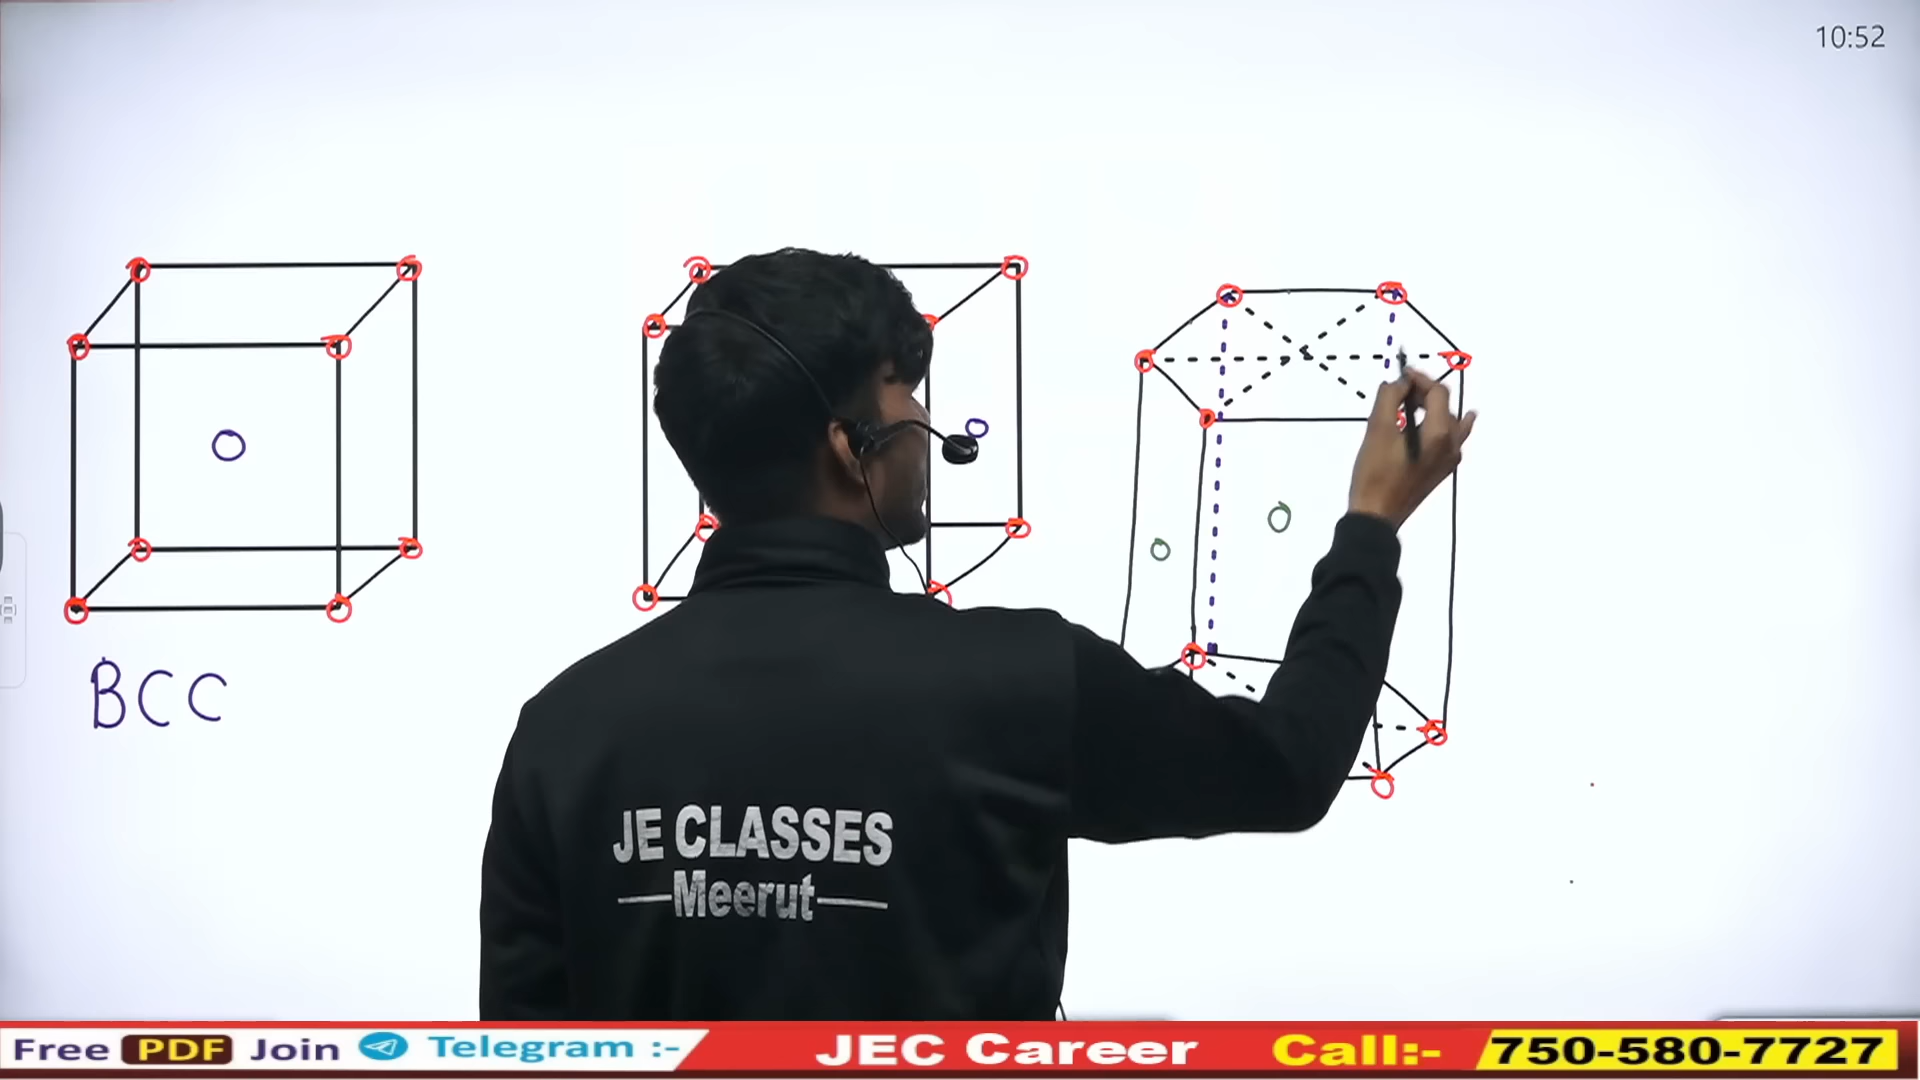 10:52
BCC
JE CLASSES
Meerut
Free PDF Join Telegram :- JEC Career Call:- 750-580-7727